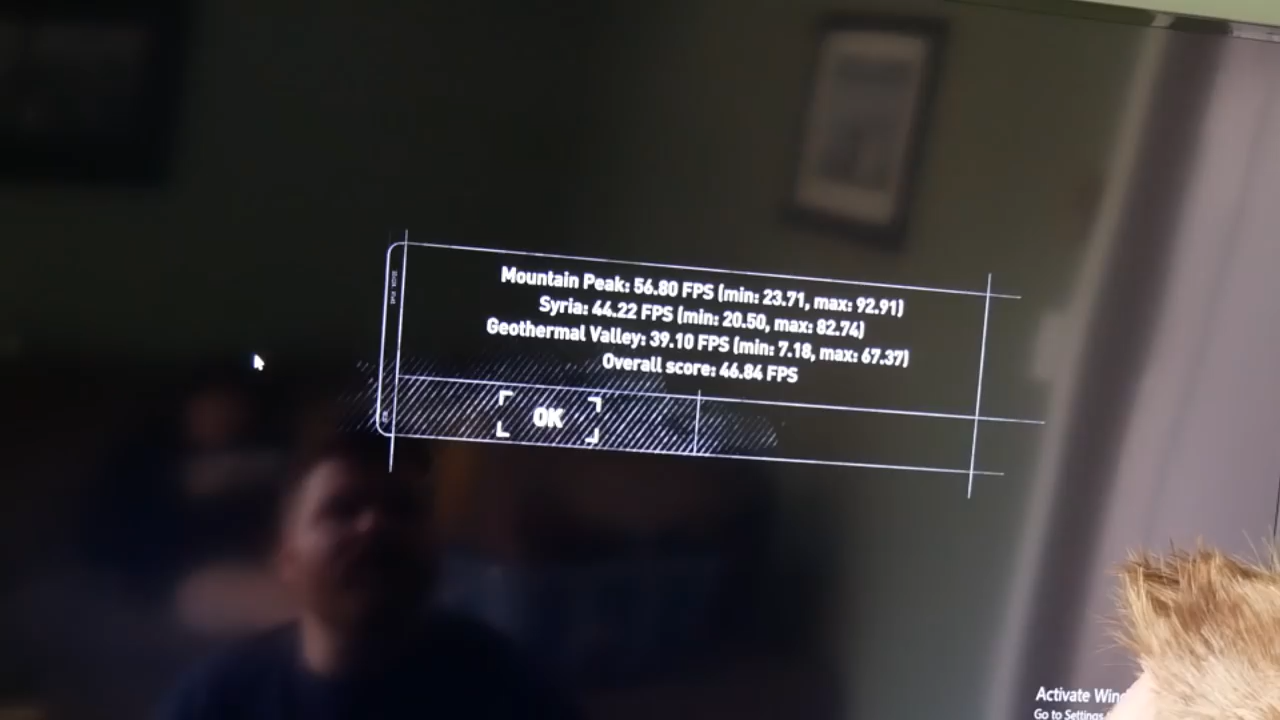 Mountain Peak: 56.80 FPS (min: 23.71, max: 92.91)
Syria: 44.22 FPS (min: 20.50, max: 82.74)
Geothermal Valley: 39.10 FPS (min: 7.18, max: 67.37)
Overall score: 46.84 FPS
OK
Activate
Go to Settings